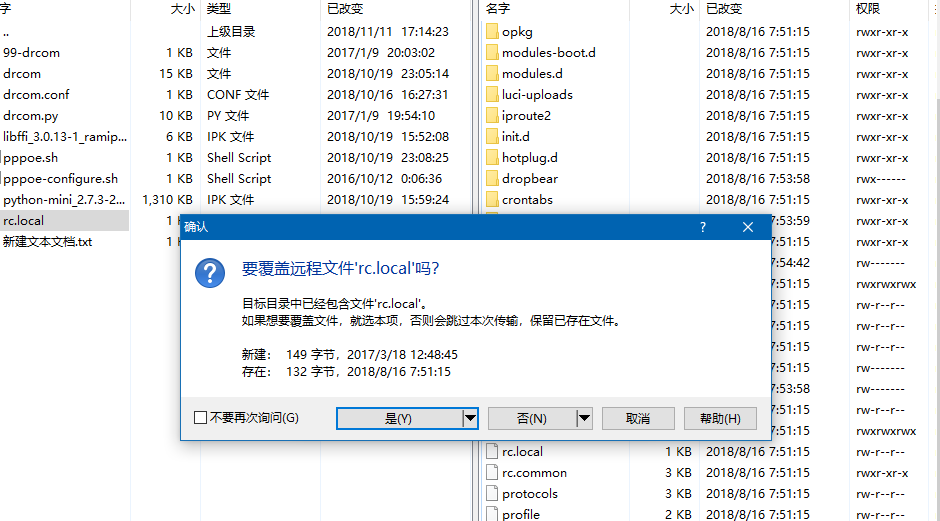 字 大小 类型 已改变
.. 上级目录 2018/11/11 17:14:23
99-drcom 1 KB 文件 2017/1/9 20:03:02
drcom 15 KB 文件 2018/10/19 23:05:14
drcom.conf 1 KB CONF 文件 2018/10/16 16:27:31
drcom.py 10 KB PY 文件 2017/1/9 19:54:10
libffi_3.0.13-1_ramip... 6 KB IPK 文件 2018/10/19 15:52:08
pppoe.sh 1 KB Shell Script 2018/10/19 23:08:25
pppoe-configure.sh 1 KB Shell Script 2016/10/12 0:06:36
python-mini_2.7.3-2... 1,310 KB IPK 文件 2018/10/19 15:59:24
rc.local 1
新建文本文档.txt 1
名字 大小 已改变 权限
opkg 2018/8/16 7:51:15 rwxr-xr-x
modules-boot.d 2018/8/16 7:51:15 rwxr-xr-x
modules.d 2018/8/16 7:51:15 rwxr-xr-x
luci-uploads 2018/8/16 7:51:15 rwxr-xr-x
iproute2 2018/8/16 7:51:15 rwxr-xr-x
init.d 2018/8/16 7:51:15 rwxr-xr-x
hotplug.d 2018/8/16 7:51:15 rwxr-xr-x
dropbear 2018/8/16 7:53:58 rwx------
crontabs 2018/8/16 7:51:15 rwxr-xr-x
7:53:59 rwxr-xr-x
7:51:15 rwxr-xr-x
7:54:42 rw-------
7:51:15 rwxrwxrwx
7:51:15 rw-r--r--
7:51:15 rw-r--r--
7:51:15 rw-r--r--
7:51:15 rw-------
7:53:58 rw-------
7:51:15 rw-r--r--
7:51:15 rwxrwxrwx
rc.local 1 KB 2018/8/16 7:51:15 rw-r--r--
rc.common 3 KB 2018/8/16 7:51:15 rwxr-xr-x
protocols 3 KB 2018/8/16 7:51:15 rw-r--r--
profile 2 KB 2018/8/16 7:51:15 rw-r--r--
确认 ?
要覆盖远程文件'rc.local'吗?
目标目录中已经包含文件'rc.local'。
如果想要覆盖文件，就选本项，否则会跳过本次传输，保留已存在文件。
新建: 149 字节，2017/3/18 12:48:45
存在: 132 字节，2018/8/16 7:51:15
不要再次询问(G) 是(Y) 否(N) 取消 帮助(H)